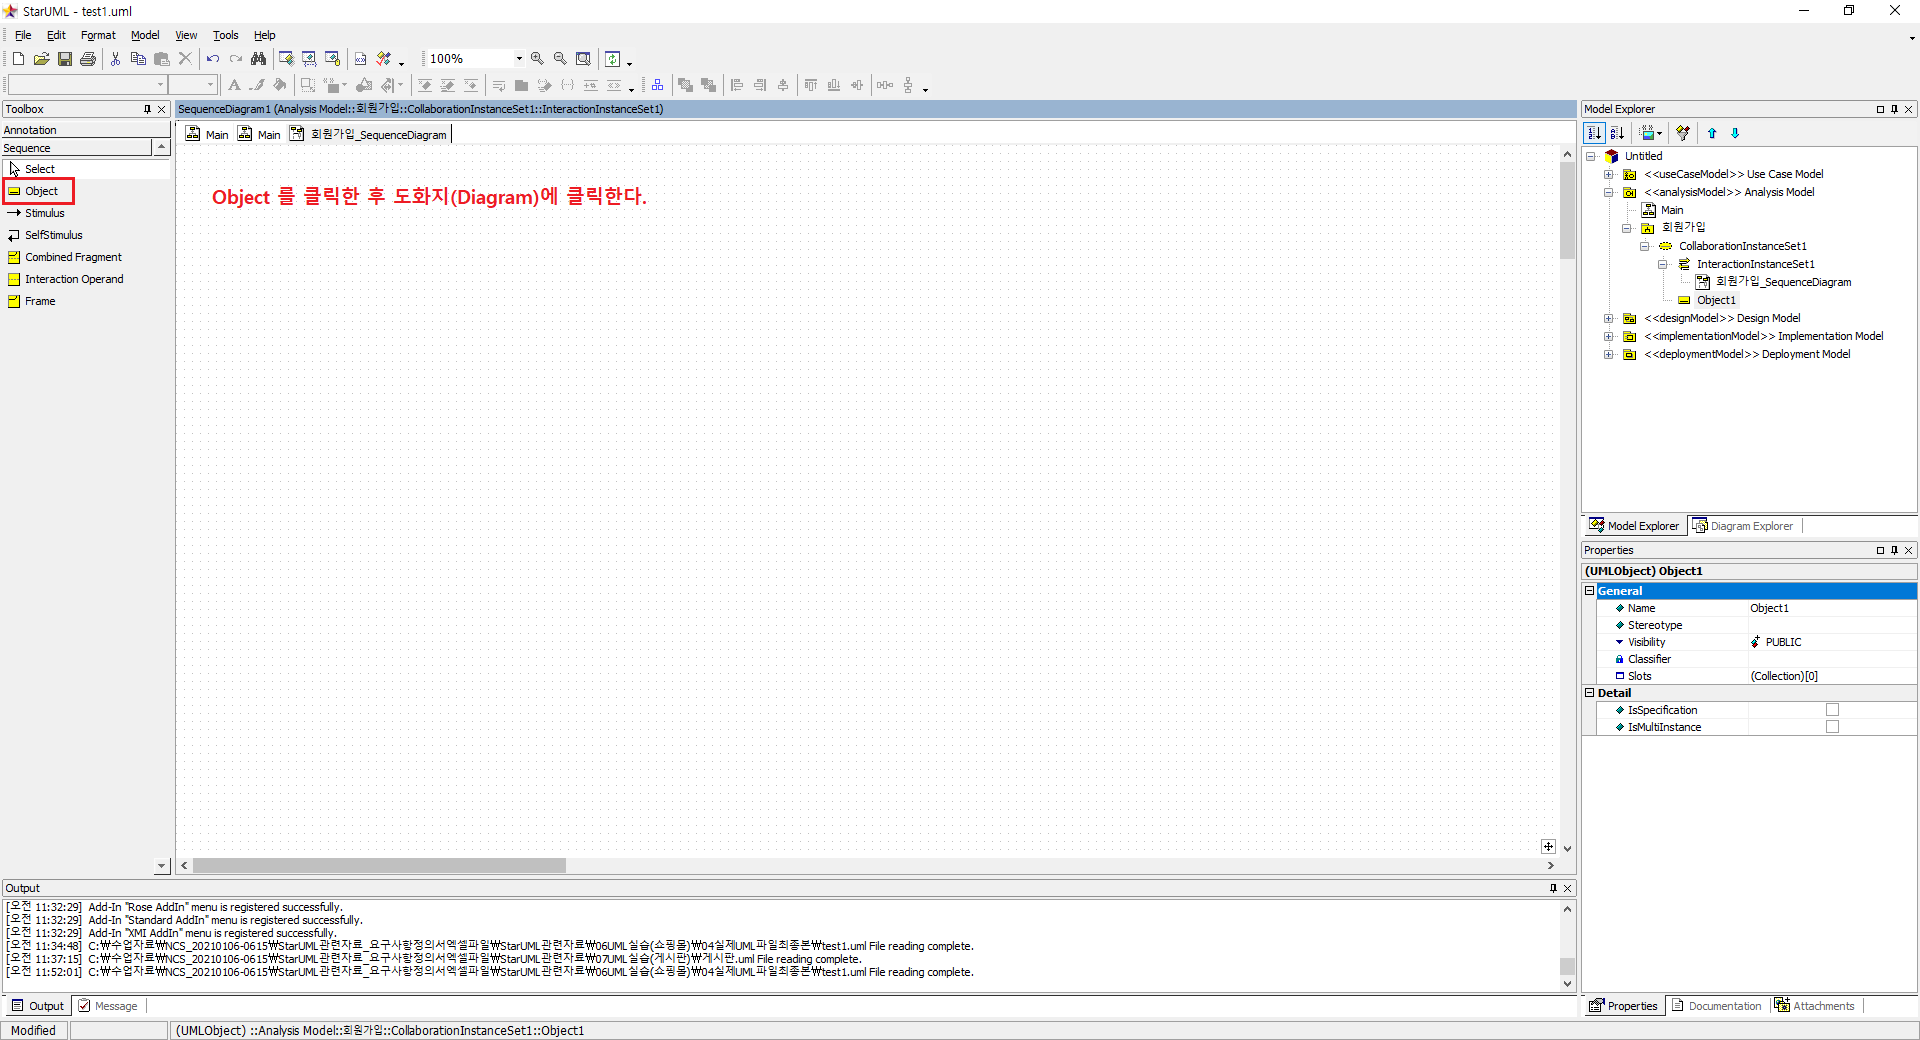 StarUML - test1.uml
File Edit Format Model View Tools Help
100%
Toolbox
Annotation
Sequence
Select
Object
Stimulus
SelfStimulus
Combined Fragment
Interaction Operand
Frame
SequenceDiagram1 (Analysis Model::회원가입::CollaborationInstanceSet1::InteractionInstanceSet1)
Main Main 회원가입_SequenceDiagram
Object 를 클릭한 후 도화지(Diagram)에 클릭한다.
Model Explorer
Untitled
<<useCaseModel>> Use Case Model
<<analysisModel>> Analysis Model
Main
회원가입
CollaborationInstanceSet1
InteractionInstanceSet1
회원가입_SequenceDiagram
Object1
<<designModel>> Design Model
<<implementationModel>> Implementation Model
<<deploymentModel>> Deployment Model
Model Explorer Diagram Explorer
Properties
(UMLObject) Object1
General
Name Object1
Stereotype
Visibility PUBLIC
Classifier
Slots (Collection)[0]
Detail
IsSpecification
IsMultiInstance
Properties Documentation Attachments
Output
[오전 11:32:29] Add-In "Rose AddIn" menu is registered successfully.
[오전 11:32:29] Add-In "Standard AddIn" menu is registered successfully.
[오전 11:32:29] Add-In "XMI AddIn" menu is registered successfully.
[오전 11:34:48] C:₩수업자료₩NCS_20210106-0615₩StarUML관련자료_요구사항정의서엑셀파일₩StarUML관련자료₩06UML실습(쇼핑몰)₩04실제UML파일최종본₩test1.uml File reading complete.
[오전 11:37:15] C:₩수업자료₩NCS_20210106-0615₩StarUML관련자료_요구사항정의서엑셀파일₩StarUML관련자료₩07UML실습(게시판)₩게시판.uml File reading complete.
[오전 11:52:01] C:₩수업자료₩NCS_20210106-0615₩StarUML관련자료_요구사항정의서엑셀파일₩StarUML관련자료₩06UML실습(쇼핑몰)₩04실제UML파일최종본₩test1.uml File reading complete.
Output Message
Modified
(UMLObject) ::Analysis Model::회원가입::CollaborationInstanceSet1::Object1